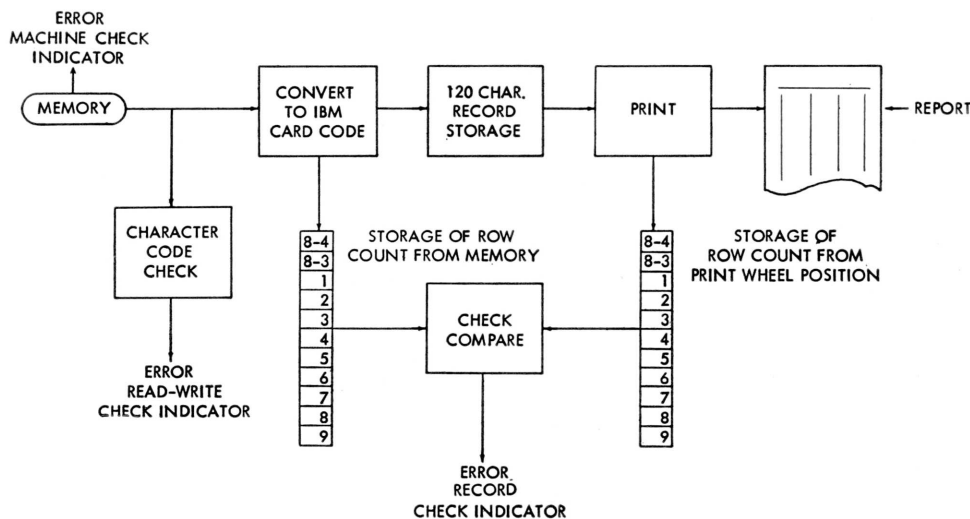 ERROR
MACHINE CHECK
INDICATOR
MEMORY
CONVERT
TO IBM
CARD CODE
120 CHAR.
RECORD
STORAGE
PRINT
REPORT
CHARACTER
CODE
CHECK
ERROR
READ-WRITE
CHECK INDICATOR
8-4
8-3
1
2
3
4
5
6
7
8
9
STORAGE OF ROW
COUNT FROM MEMORY
CHECK
COMPARE
ERROR
RECORD
CHECK INDICATOR
8-4
8-3
1
2
3
4
5
6
7
8
9
STORAGE OF
ROW COUNT FROM
PRINT WHEEL POSITION